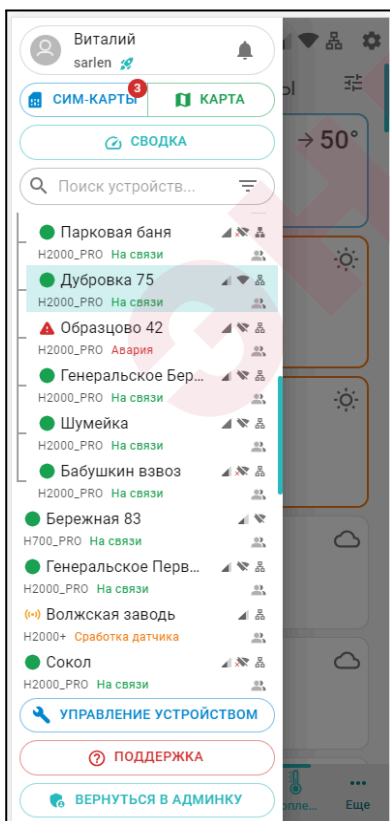 Виталий
sarlen
СИМ-КАРТЫ 3 КАРТА
СВОДКА
Поиск устройств...
→ 50°
Парковая баня
H2000_PRO На связи
Дубровка 75
H2000_PRO На связи
Образцово 42
H2000_PRO Авария
Генеральское Бер...
H2000_PRO На связи
Шумейка
H2000_PRO На связи
Бабушкин взвоз
H2000_PRO На связи
Бережная 83
H700_PRO На связи
Генеральское Перв...
H2000_PRO На связи
Волжская заводь
H2000+ Сработка датчика
Сокол
H2000_PRO На связи
УПРАВЛЕНИЕ УСТРОЙСТВОМ
ПОДДЕРЖКА
ВЕРНУТЬСЯ В АДМИНКУ
Еще